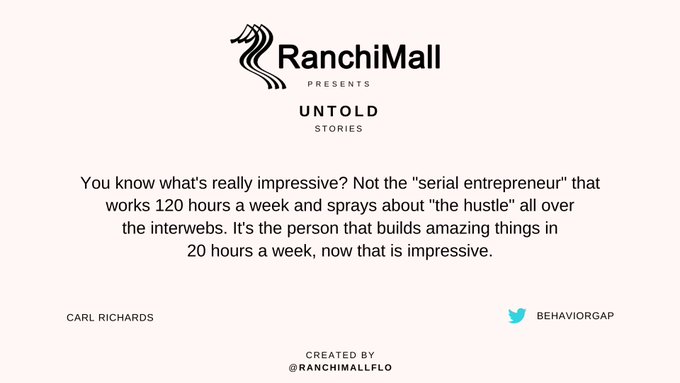 RanchiMall
PRESENTS
UNTOLD
STORIES
You know what's really impressive? Not the "serial entrepreneur" that
works 120 hours a week and sprays about "the hustle" all over
the interwebs. It's the person that builds amazing things in
20 hours a week, now that is impressive.
CARL RICHARDS
BEHAVIORGAP
CREATED BY
@RANCHIMALLFLO